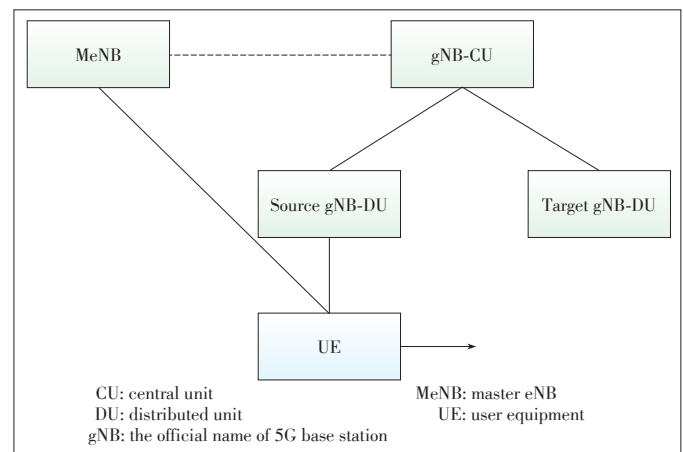 MeNB
gNB-CU
Source gNB-DU
Target gNB-DU
UE
CU: central unit
MeNB: master eNB
DU: distributed unit
UE: user equipment
gNB: the official name of 5G base station